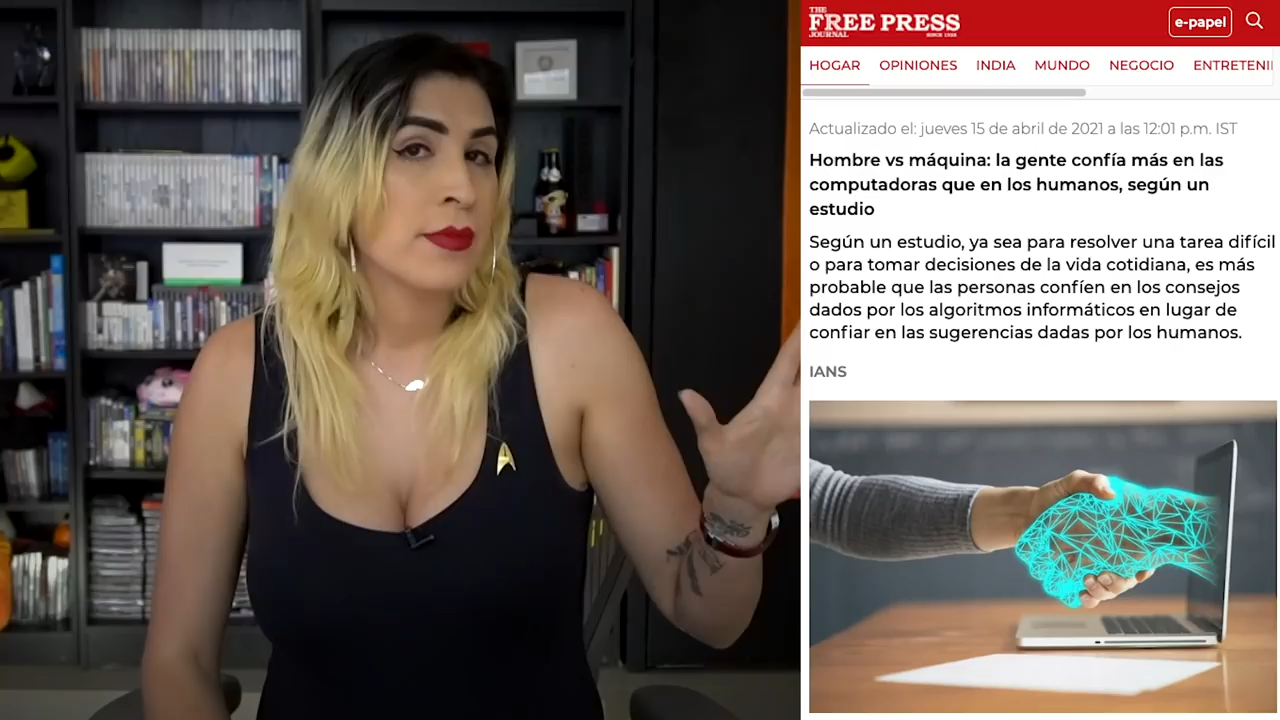 THE
FREE PRESS
JOURNAL
SINCE 1928
e-papel
HOGAR OPINIONES INDIA MUNDO NEGOCIO ENTRETENI
Actualizado el: jueves 15 de abril de 2021 a las 12:01 p.m. IST
Hombre vs máquina: la gente confía más en las
computadoras que en los humanos, según un
estudio
Según un estudio, ya sea para resolver una tarea difícil
o para tomar decisiones de la vida cotidiana, es más
probable que las personas confíen en los consejos
dados por los algoritmos informáticos en lugar de
confiar en las sugerencias dadas por los humanos.
IANS